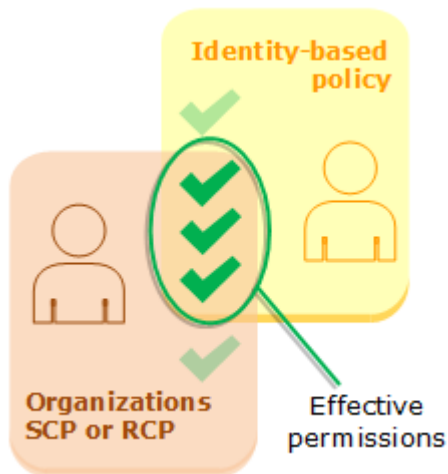 Identity-based
policy
Organizations
SCP or RCP
Effective
permissions